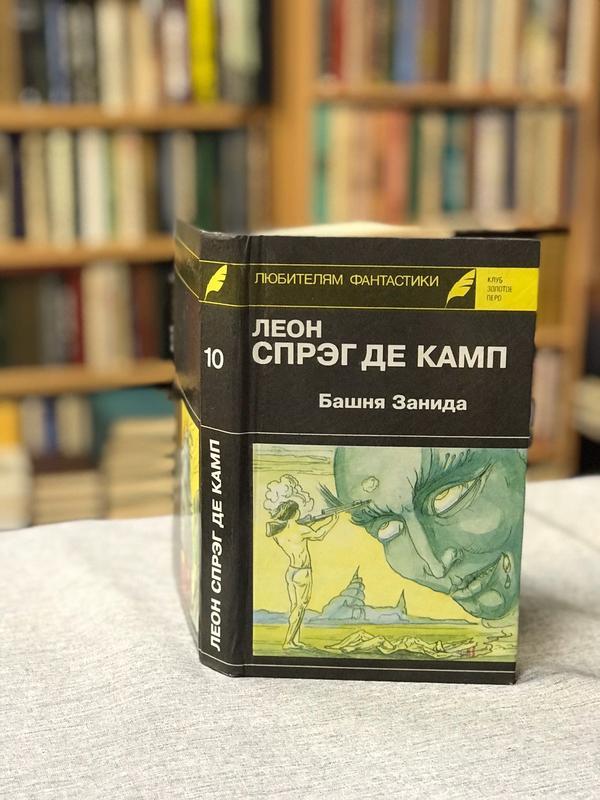 ЛЮБИТЕЛЯМ ФАНТАСТИКИ
КЛУБ
ЗОЛОТОЕ
ПЕРО
ЛЕОН
СПРЭГ ДЕ КАМП
Башня Занида
10
ЛЕОН СПРЭГ ДЕ КАМП